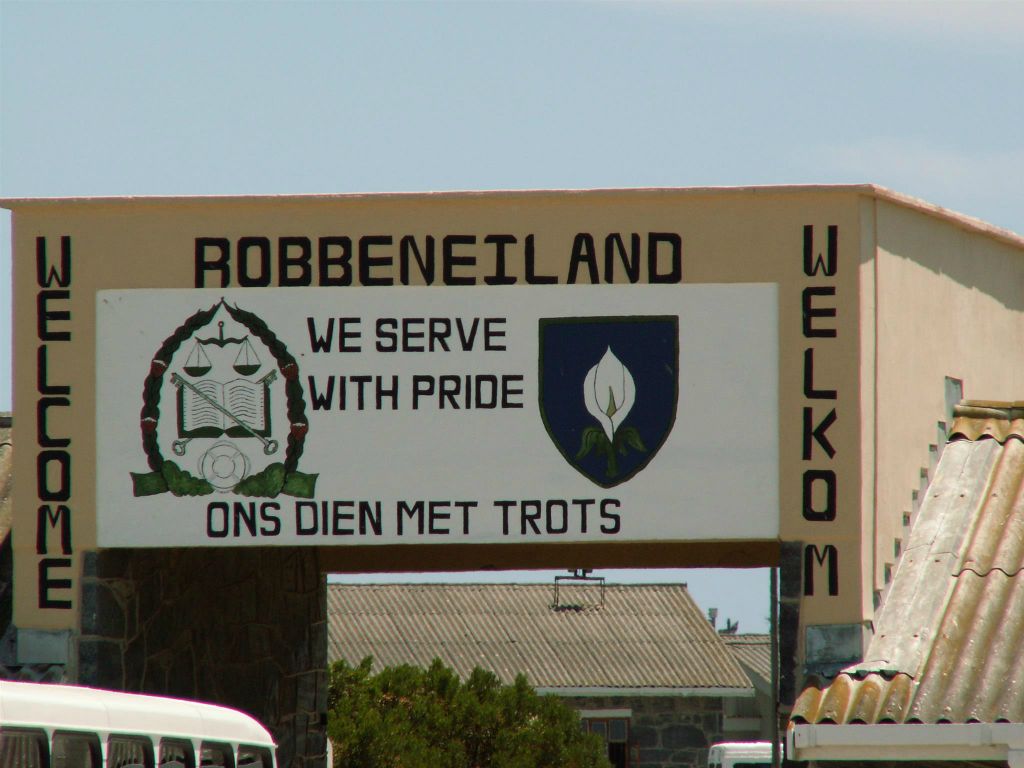 ROBBENEILAND
WELCOME
WE SERVE
WITH PRIDE
ONS DIEN MET TROTS
WELKOM